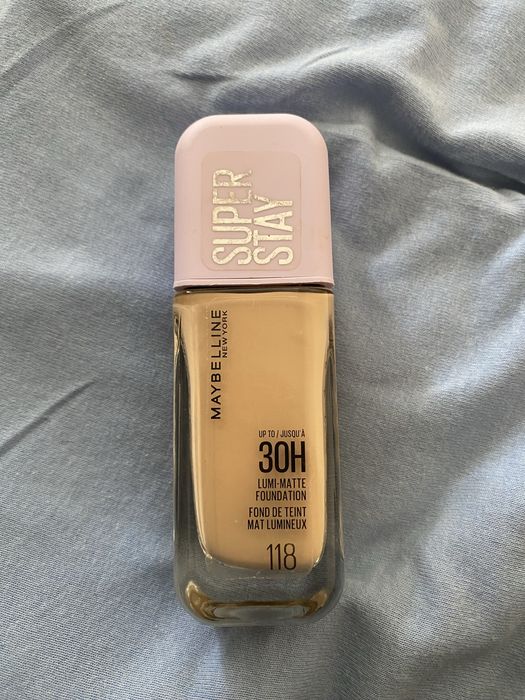 SUPER
STAY
MAYBELLINE
NEW YORK
UP TO / JUSQU'À
30H
LUMI-MATTE
FOUNDATION
FOND DE TEINT
MAT LUMINEUX
118